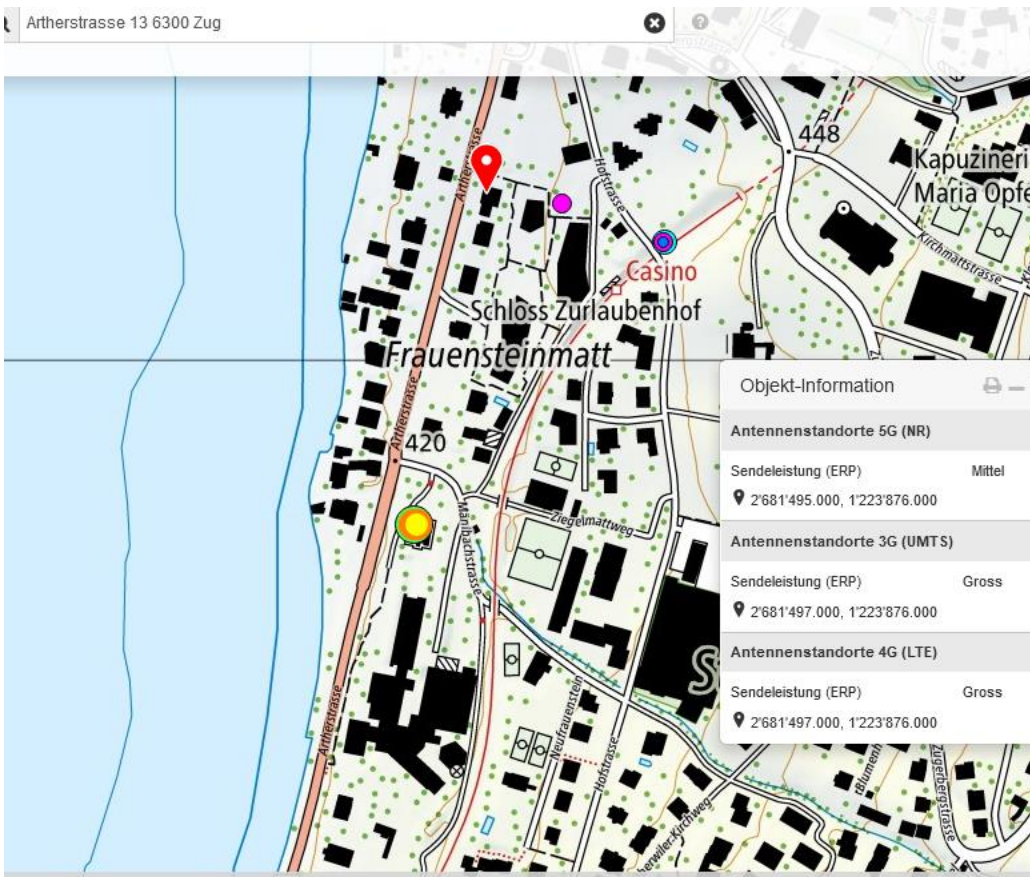 Artherstrasse 13 6300 Zug
448
Kapuzineri
Maria Opfe
Artherstrasse
Hofstrasse
Kirchmattstrasse
Casino
Schloss Zurlaubenhof
Frauensteinmatt
Artherstrasse
420
Mänibachstrasse
Ziegelmattweg
Artherstrasse
Neufrauenstein
Hofstrasse
Zugerbergstrasse
Objekt-Information
Antennenstandorte 5G (NR)
Sendeleistung (ERP) Mittel
2'681'495.000, 1'223'876.000
Antennenstandorte 3G (UMTS)
Sendeleistung (ERP) Gross
2'681'497.000, 1'223'876.000
Antennenstandorte 4G (LTE)
Sendeleistung (ERP) Gross
2'681'497.000, 1'223'876.000